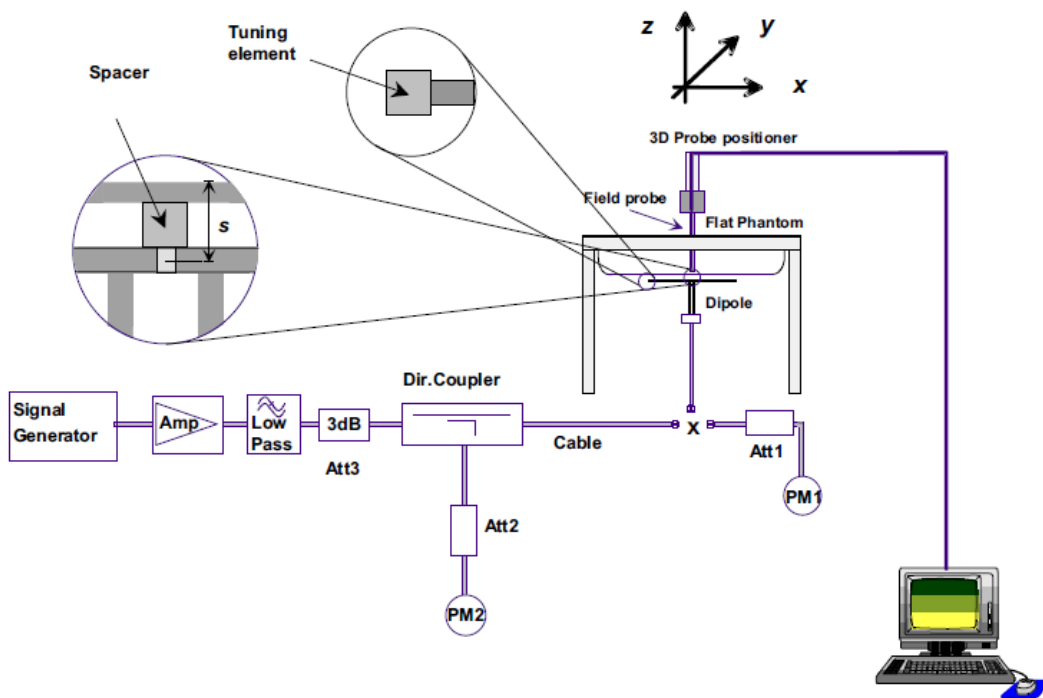 Tuning
element
z
y
x
Spacer
3D Probe positioner
s
Field probe
Flat Phantom
Dipole
Dir.Coupler
Signal
Generator
Amp
Low
Pass
3dB
Att3
Cable
X
Att1
PM1
Att2
PM2